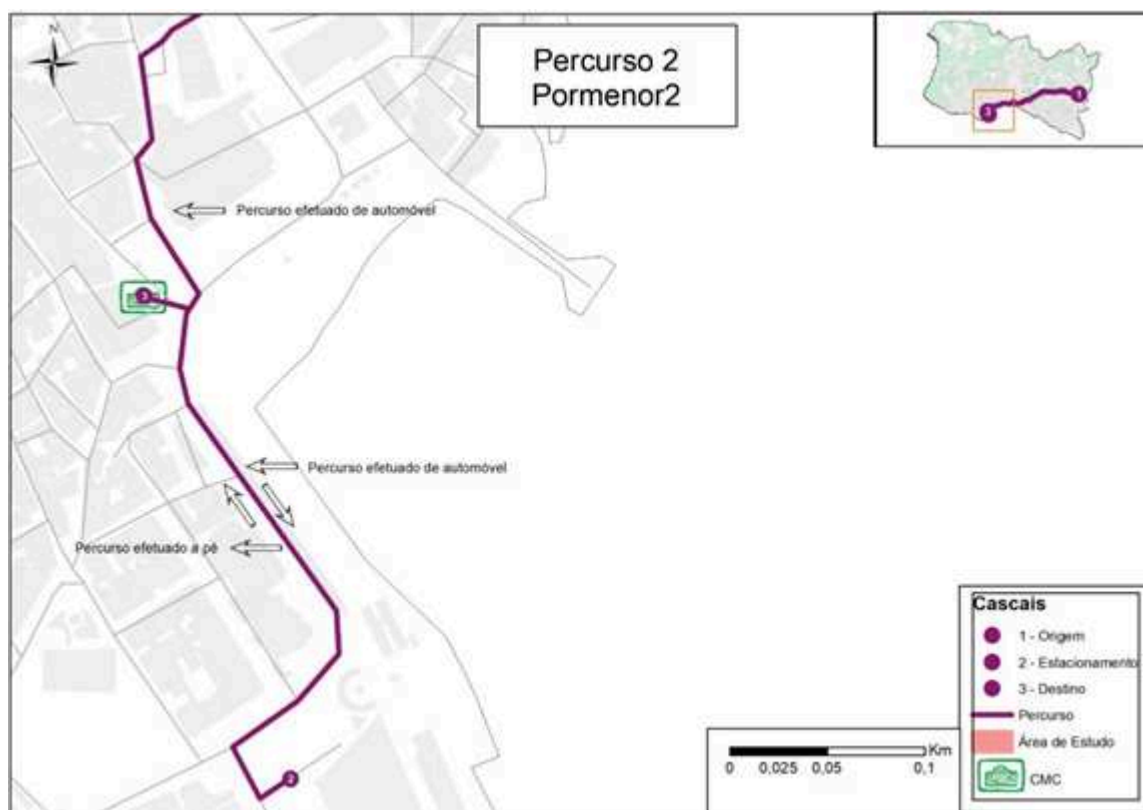 N
Percurso 2
Pormenor2
3
1
Percurso efetuado de automóvel
3
Percurso efetuado de automóvel
Percurso efetuado a pé
2
Cascais
1 - Origem
2 - Estacionamento
3 - Destino
Percurso
Área de Estudo
CMC
Km
0 0,025 0,05 0,1